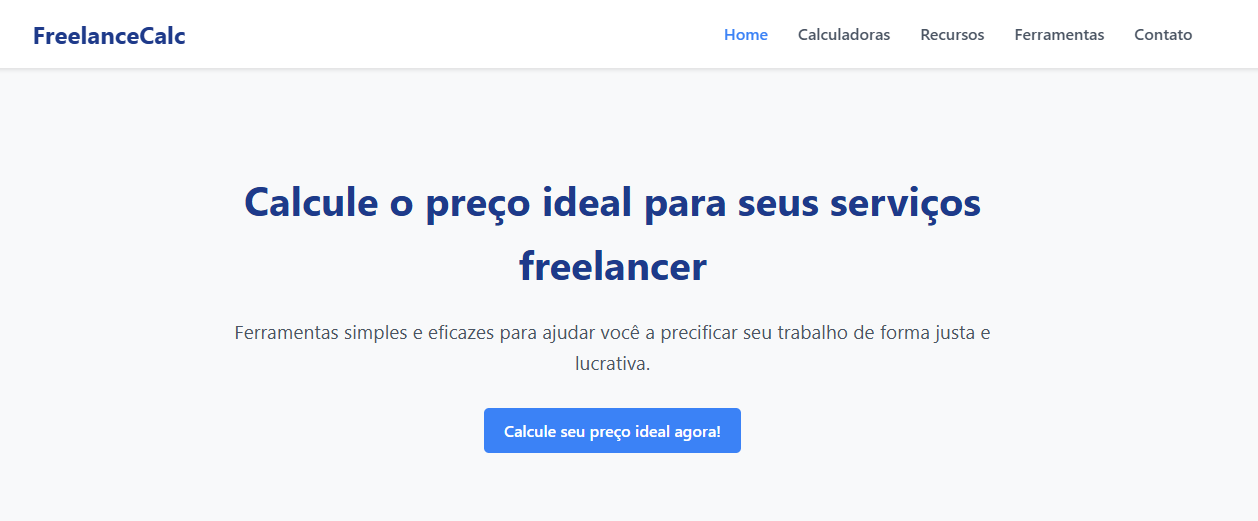 FreelanceCalc
Home Calculadoras Recursos Ferramentas Contato
Calcule o preço ideal para seus serviços
freelancer
Ferramentas simples e eficazes para ajudar você a precificar seu trabalho de forma justa e
lucrativa.
Calcule seu preço ideal agora!